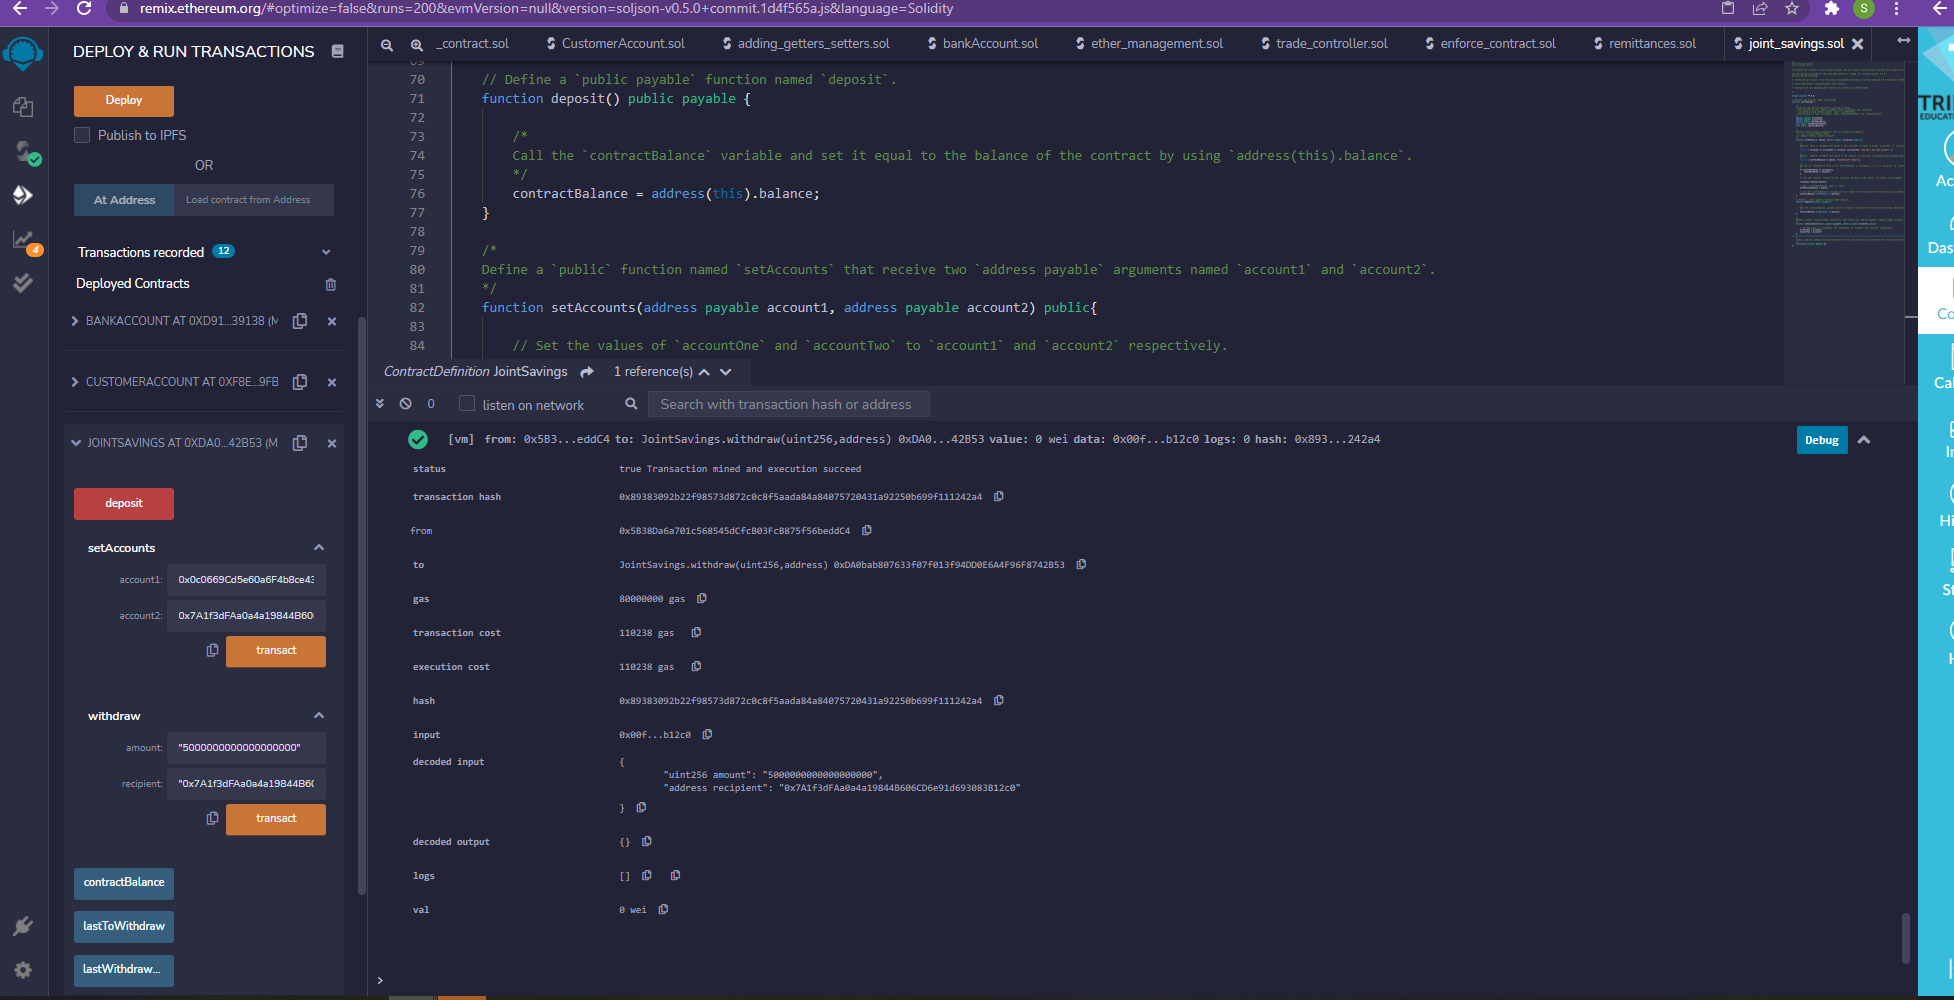 remix.ethereum.org/#optimize=false&runs=200&evmVersion=null&version=soljson-v0.5.0+commit.1d4f565a.js&language=Solidity
S
DEPLOY & RUN TRANSACTIONS
Deploy
Publish to IPFS
OR
At Address
Load contract from Address
Transactions recorded 12
Deployed Contracts
BANKACCOUNT AT 0XD91...39138 (M
CUSTOMERACCOUNT AT 0XF8E...9FB
JOINTSAVINGS AT 0XDA0...42B53 (M
deposit
setAccounts
account1: 0x0c0669Cd5e60a6F4b8ce43
account2: 0x7A1f3dFAa0a4a19844B60
transact
withdraw
amount: "5000000000000000000"
recipient: "0x7A1f3dFAa0a4a19844B6
transact
contractBalance
lastToWithdraw
lastWithdraw...
4
_contract.sol
CustomerAccount.sol
adding_getters_setters.sol
bankAccount.sol
ether_management.sol
trade_controller.sol
enforce_contract.sol
remittances.sol
joint_savings.sol
69
70 // Define a `public payable` function named `deposit`.
71 function deposit() public payable {
72
73 /*
74 Call the `contractBalance` variable and set it equal to the balance of the contract by using `address(this).balance`.
75 */
76 contractBalance = address(this).balance;
77 }
78
79 /*
80 Define a `public` function named `setAccounts` that receive two `address payable` arguments named `account1` and `account2`.
81 */
82 function setAccounts(address payable account1, address payable account2) public{
83
84 // Set the values of `accountOne` and `accountTwo` to `account1` and `account2` respectively.
ContractDefinition JointSavings 1 reference(s)
0
listen on network
Search with transaction hash or address
[vm] from: 0x5B3...eddC4 to: JointSavings.withdraw(uint256,address) 0xDA0...42B53 value: 0 wei data: 0x00f...b12c0 logs: 0 hash: 0x893...242a4
Debug
status true Transaction mined and execution succeed
transaction hash 0x89383092b22f98573d872c0c8f5aada84a84075720431a92250b699f111242a4
from 0x5B38Da6a701c568545dCfcB03FcB875f56beddC4
to JointSavings.withdraw(uint256,address) 0xDA0bab807633f07f013f94DD0E6A4F96F8742B53
gas 80000000 gas
transaction cost 110238 gas
execution cost 110238 gas
hash 0x89383092b22f98573d872c0c8f5aada84a84075720431a92250b699f111242a4
input 0x00f...b12c0
decoded input {
"uint256 amount": "5000000000000000000",
"address recipient": "0x7A1f3dFAa0a4a19844B606CD6e91d693083B12c0"
}
decoded output {}
logs []
val 0 wei
>
TRI
EDUCAT
Ac
Das
Co
Cal
In
Hi
St
H